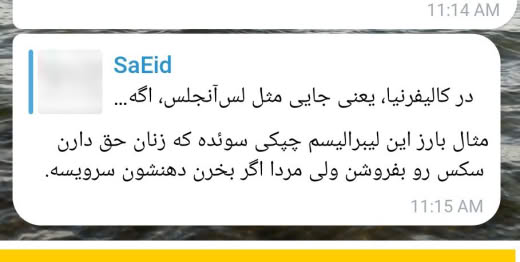 11:14 AM
SaEid
در کالیفرنیا، یعنی جایی مثل لس‌آنجلس، اگه...
مثال بارز این لیبرالیسم چپکی سوئده که زنان حق دارن
سکس رو بفروشن ولی مردا اگر بخرن دهنشون سرویسه.
11:15 AM